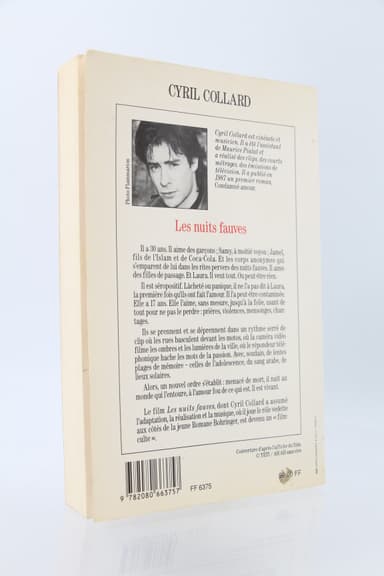 CYRIL COLLARD
Cyril Collard est cinéaste et
musicien. Il a été l'assistant
de Maurice Pialat et
a réalisé des clips, des courts
métrages, des émissions de
télévision. Il a publié en
1987 un premier roman,
Condamné amour.
Photo Flammarion
Les nuits fauves
Il a 30 ans. Il aime des garçons : Samy, à moitié voyou ; Jamel,
fils de l'Islam et de Coca-Cola. Et les corps anonymes qui
s'emparent de lui dans les rites pervers des nuits fauves. Il aime
des filles de passage. Et Laura. Il veut tout. Ou peut-être rien.
Il est séropositif. Lâcheté ou panique, il ne l'a pas dit à Laura,
la première fois qu'ils ont fait l'amour. Il l'a peut-être contaminée.
Elle a 17 ans. Elle l'aime, sans mesure, jusqu'à la folie, usant de
tout pour ne pas le perdre : prières, violences, mensonges, chan-
tages.
Ils se prennent et se déprennent dans un rythme serré de
clip où les rues basculent devant les motos, où la caméra vidéo
filme les ombres et les lumières de la ville, où le répondeur télé-
phonique hache les mots de la passion. Avec, soudain, de lentes
plages de mémoire - celles de l'adolescence, du sang arabe, de
lieux solaires.
Alors, un nouvel ordre s'établit : menacé de mort, il naît au
monde qui l'entoure, à l'amour fou de ce qui est. Il est vivant.
Le film Les nuits fauves, dont Cyril Collard a assumé
l'adaptation, la réalisation et la musique, où il joue le rôle vedette
aux côtés de la jeune Romane Bohringer, est devenu un « film
culte ».
Couverture d'après l'affiche du film
9 782080 663757
FF 6375
FF